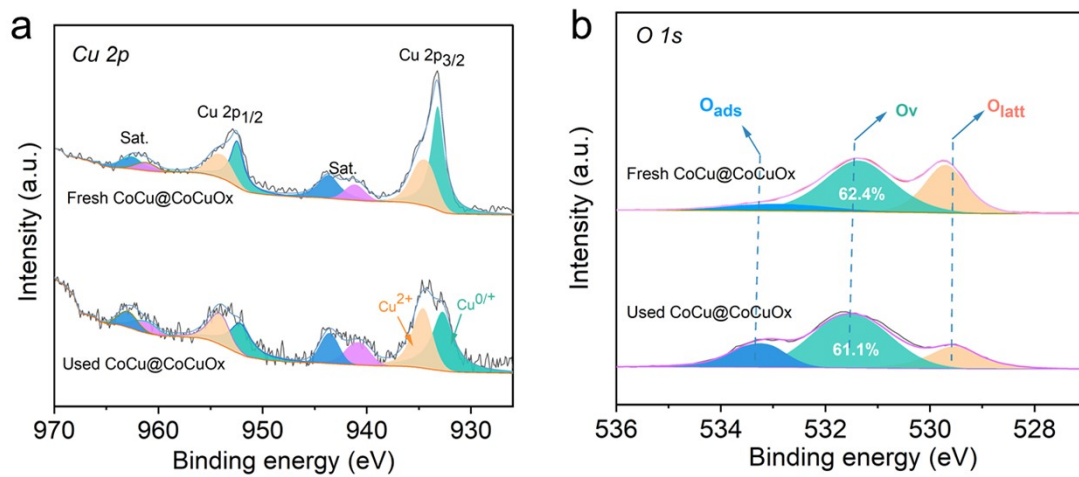 a
Cu 2p
Cu 2p3/2
Cu 2p1/2
Sat.
Sat.
Fresh CoCu@CoCuOx
Cu2+
Cu0/+
Used CoCu@CoCuOx
Intensity (a.u.)
970 960 950 940 930
Binding energy (eV)
b
O 1s
Oads
Ov
Olatt
Fresh CoCu@CoCuOx
62.4%
Used CoCu@CoCuOx
61.1%
Intensity (a.u.)
536 534 532 530 528
Binding energy (eV)